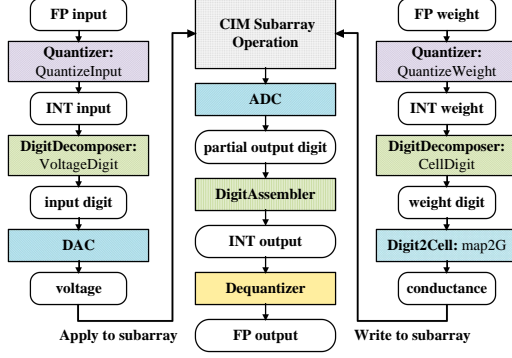 FP input
Quantizer:
QuantizeInput
INT input
DigitDecomposer:
VoltageDigit
input digit
DAC
voltage
Apply to subarray
CIM Subarray
Operation
ADC
partial output digit
DigitAssembler
INT output
Dequantizer
FP output
FP weight
Quantizer:
QuantizeWeight
INT weight
DigitDecomposer:
CellDigit
weight digit
Digit2Cell: map2G
conductance
Write to subarray